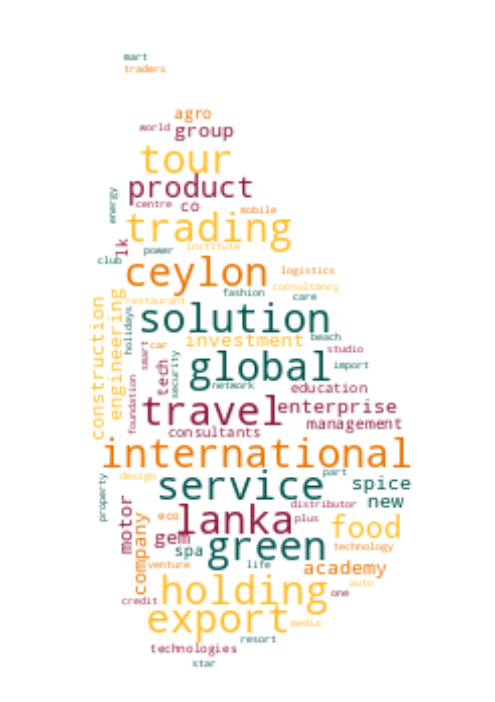 mart
traders
agro
world group
tour
product
energy
centre co mobile
trading
lk
power institute
club
ceylon logistics
consultancy
fashion care
restaurant
construction
engineering
holidays
solution
investment beach
smart car studio
tech
security
global import
network education
foundation
travel enterprise
management
consultants
international
part
design service spice
property
new
motor
distributor
eco lanka plus food
company
gem
spa green technology
venture life academy
auto
holding one
credit
export media
resort
technologies
star